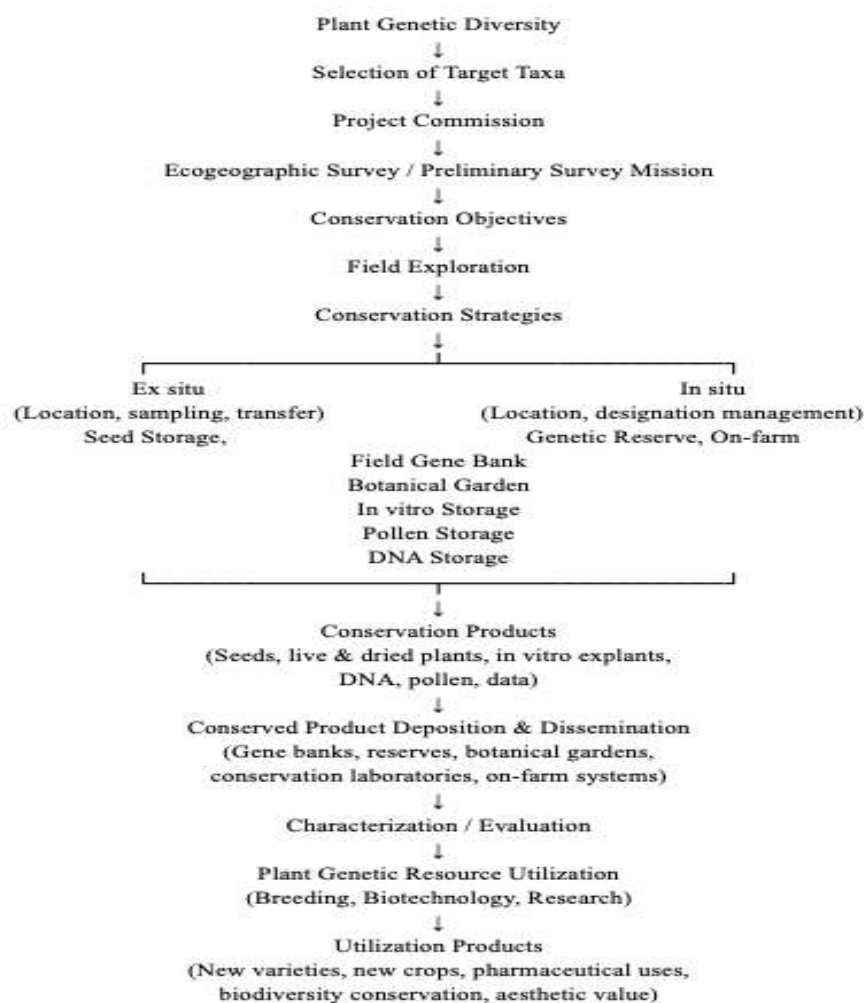 Plant Genetic Diversity
↓
Selection of Target Taxa
↓
Project Commission
↓
Ecogeographic Survey / Preliminary Survey Mission
↓
Conservation Objectives
↓
Field Exploration
↓
Conservation Strategies
↓
Ex situ In situ
(Location, sampling, transfer) (Location, designation management)
Seed Storage, Genetic Reserve, On-farm
Field Gene Bank
Botanical Garden
In vitro Storage
Pollen Storage
DNA Storage
↓
Conservation Products
(Seeds, live & dried plants, in vitro explants,
DNA, pollen, data)
↓
Conserved Product Deposition & Dissemination
(Gene banks, reserves, botanical gardens,
conservation laboratories, on-farm systems)
↓
Characterization / Evaluation
↓
Plant Genetic Resource Utilization
(Breeding, Biotechnology, Research)
↓
Utilization Products
(New varieties, new crops, pharmaceutical uses,
biodiversity conservation, aesthetic value)